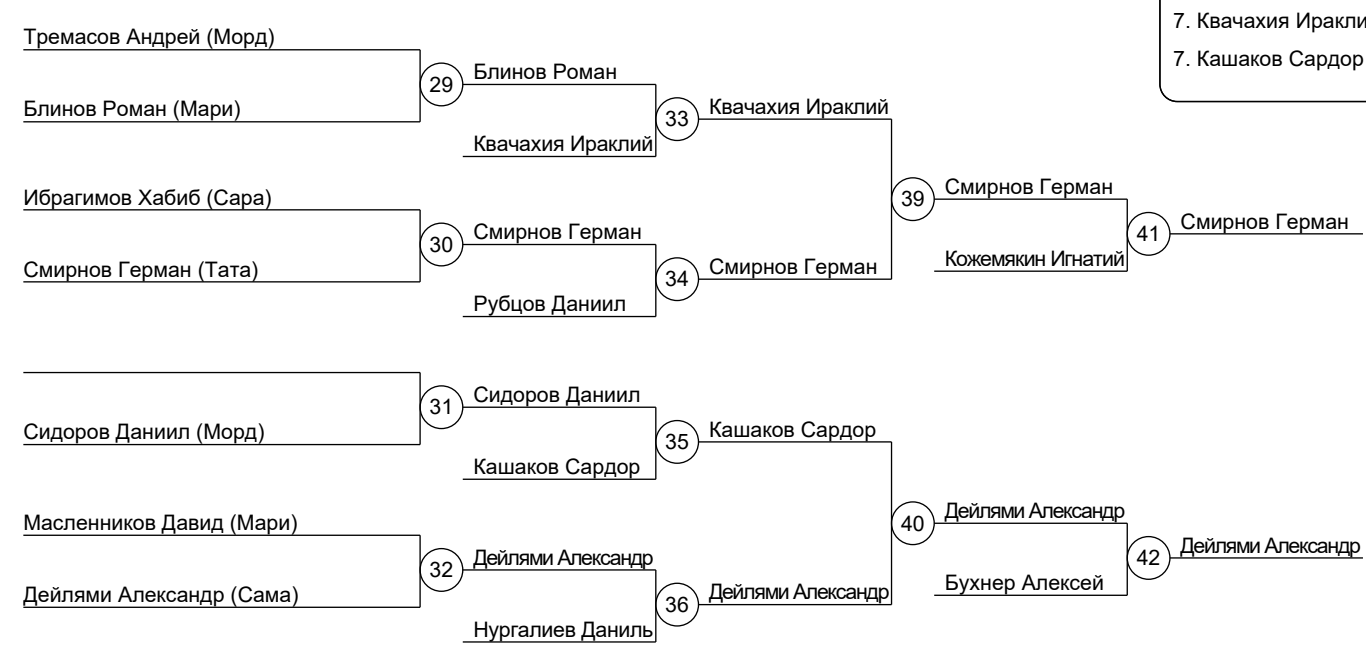 7. Квачахия Иракли
7. Кашаков Сардор
Тремасов Андрей (Морд)
29
Блинов Роман
Блинов Роман (Мари)
33
Квачахия Ираклий
Квачахия Ираклий
Ибрагимов Хабиб (Сара)
39
Смирнов Герман
30
Смирнов Герман
41
Смирнов Герман
Смирнов Герман (Тата)
34
Смирнов Герман
Кожемякин Игнатий
Рубцов Даниил
31
Сидоров Даниил
Сидоров Даниил (Морд)
35
Кашаков Сардор
Кашаков Сардор
Масленников Давид (Мари)
40
Дейлями Александр
32
Дейлями Александр
42
Дейлями Александр
Дейлями Александр (Сама)
36
Дейлями Александр
Бухнер Алексей
Нургалиев Даниль